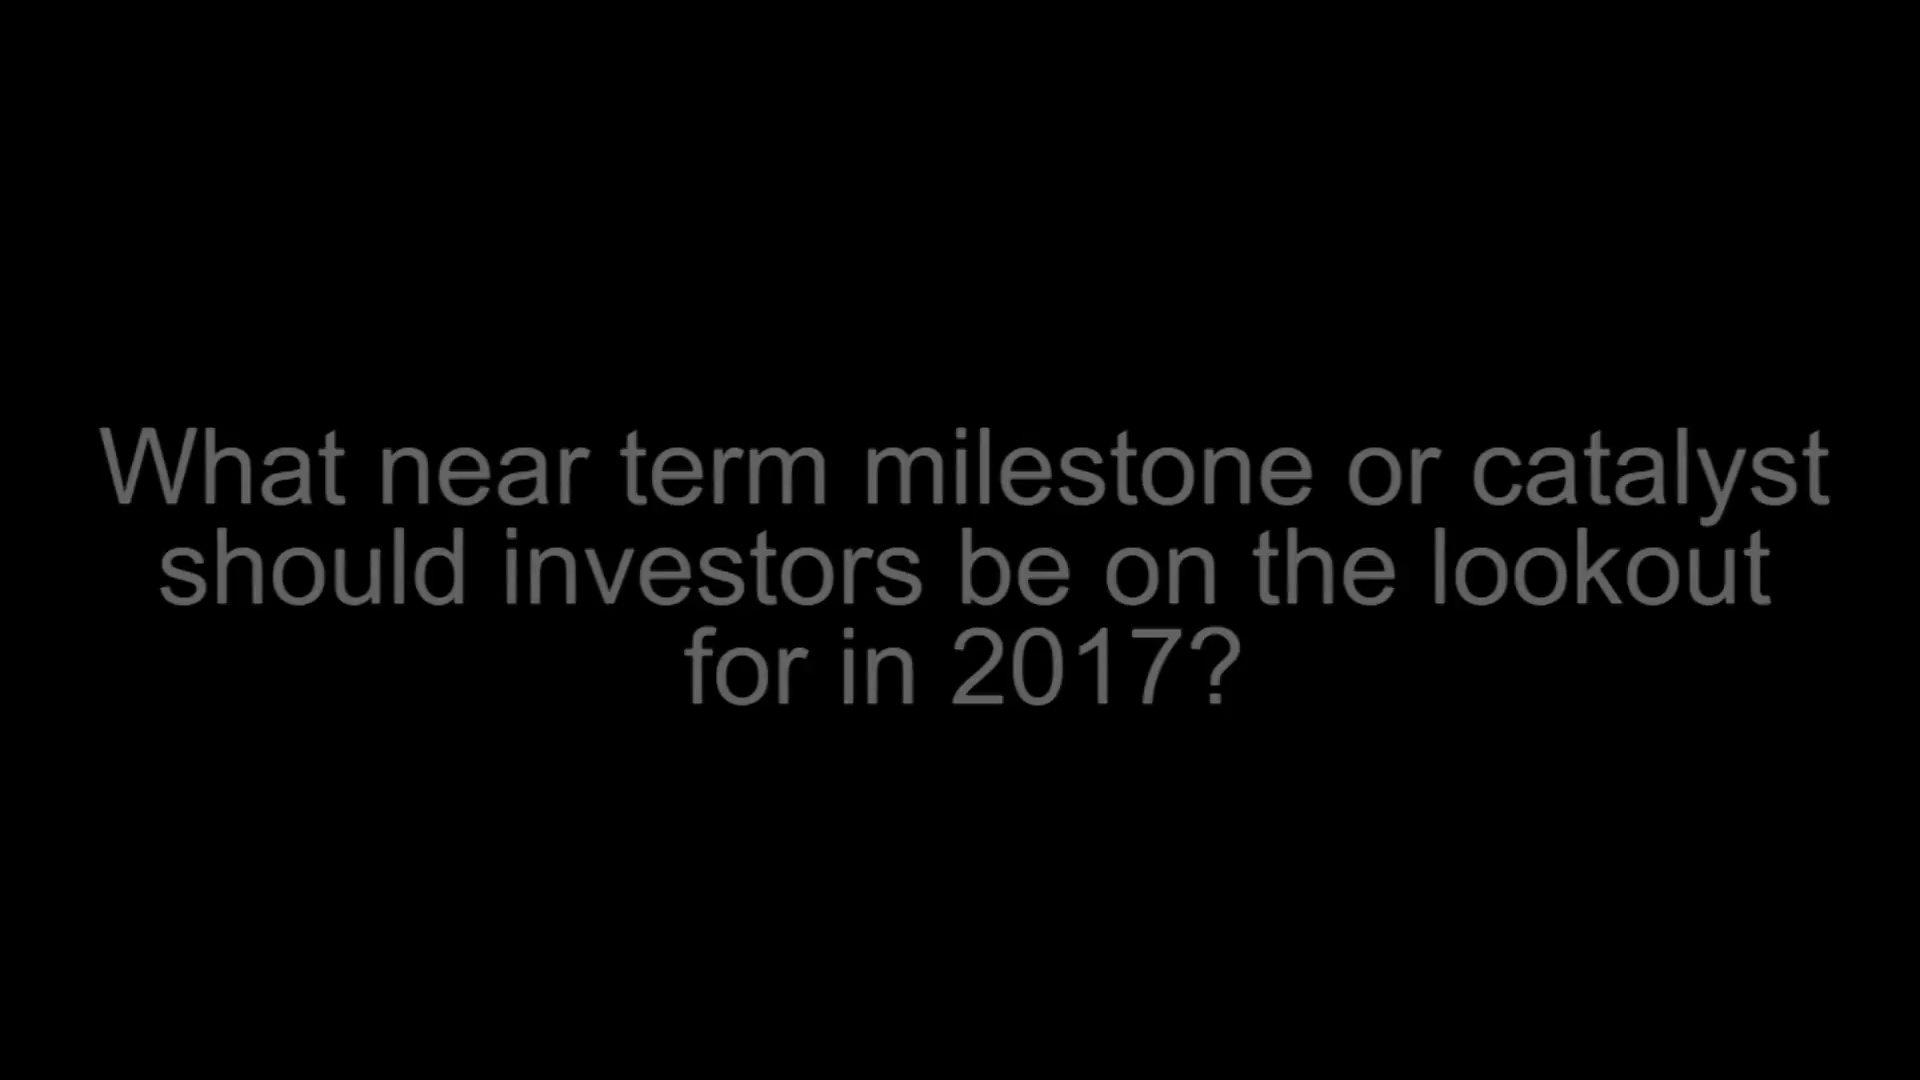 What near term milestone or catalyst
should investors be on the lookout
for in 2017?